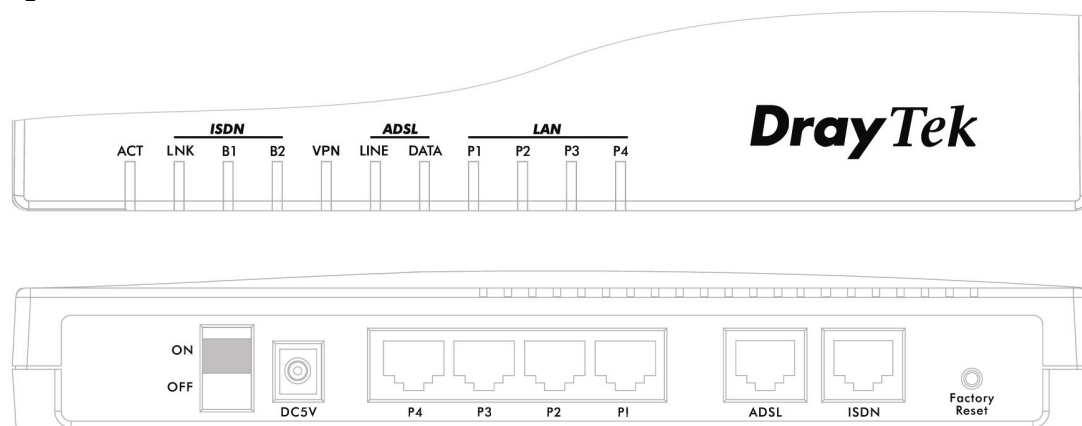 ISDN ADSL LAN
ACT LNK B1 B2 VPN LINE DATA P1 P2 P3 P4
DrayTek
ON
OFF
DC5V P4 P3 P2 PI ADSL ISDN Factory
Reset